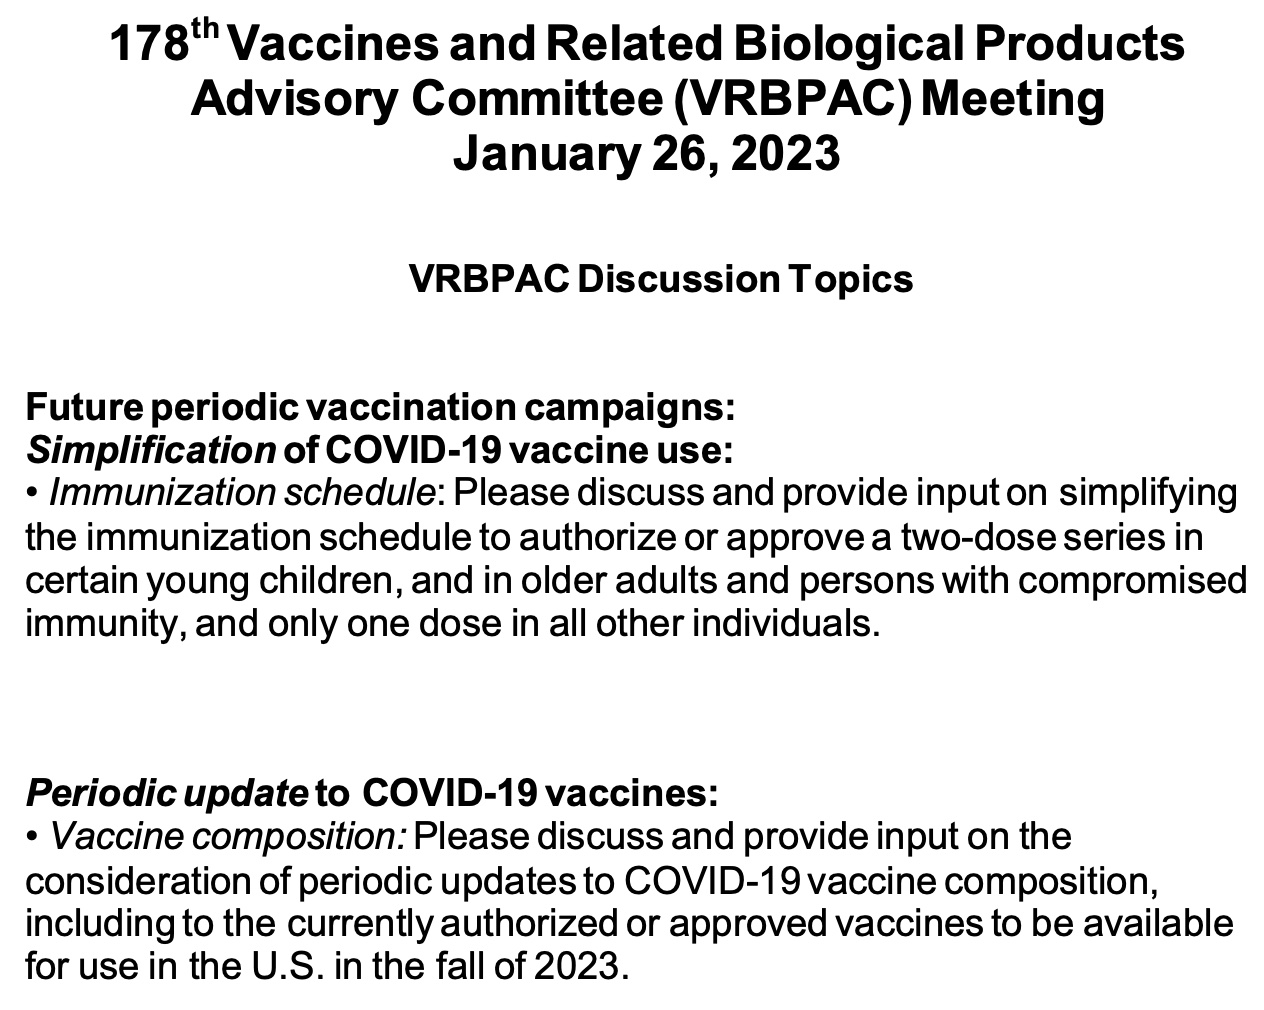 178th Vaccines and Related Biological Products
Advisory Committee (VRBPAC) Meeting
January 26, 2023
VRBPAC Discussion Topics
Future periodic vaccination campaigns:
Simplification of COVID-19 vaccine use:
• Immunization schedule: Please discuss and provide input on simplifying
the immunization schedule to authorize or approve a two-dose series in
certain young children, and in older adults and persons with compromised
immunity, and only one dose in all other individuals.
Periodic update to COVID-19 vaccines:
• Vaccine composition: Please discuss and provide input on the
consideration of periodic updates to COVID-19 vaccine composition,
including to the currently authorized or approved vaccines to be available
for use in the U.S. in the fall of 2023.